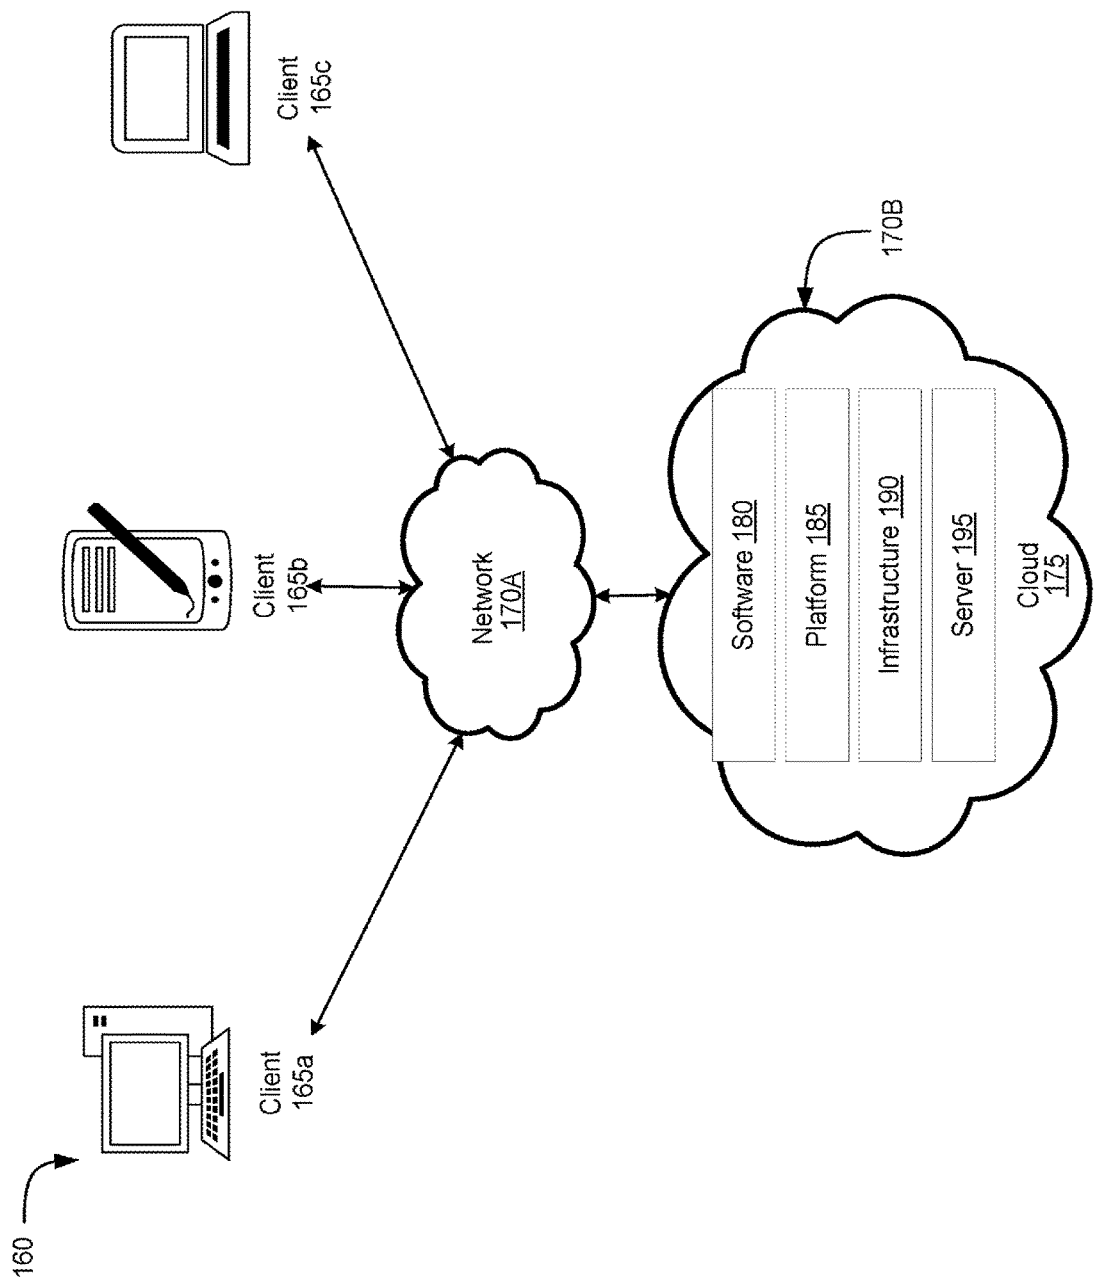 160
Client
165a
Client
165b
Client
165c
Network
170A
170B
Software 180
Platform 185
Infrastructure 190
Server 195
Cloud
175